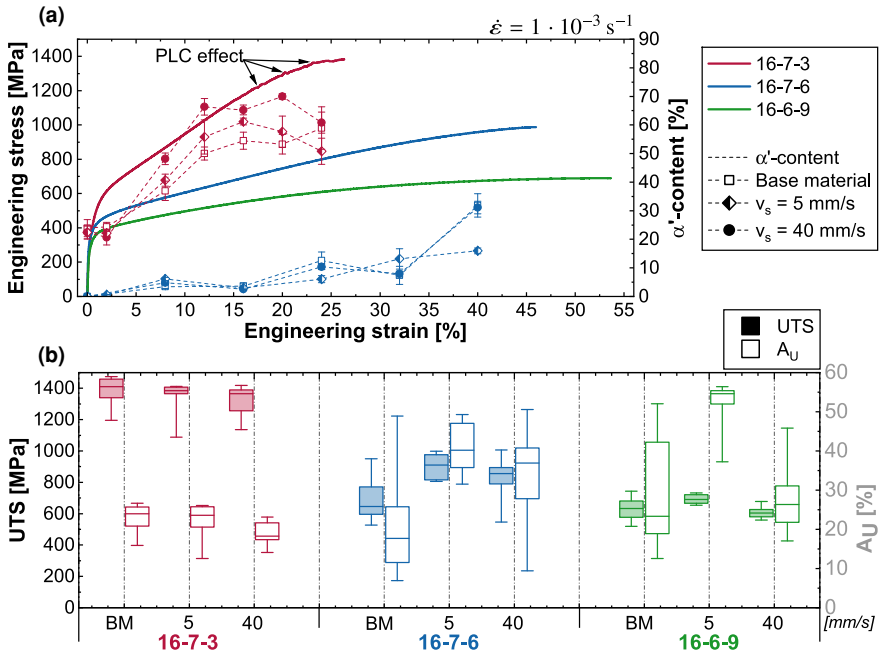 (a)
ε̇ = 1 · 10⁻³ s⁻¹
1400
1200
1000
800
600
400
200
0
Engineering stress [MPa]
PLC effect
90
80
70
60
50
40
30
20
10
0
α'-content [%]
0 5 10 15 20 25 30 35 40 45 50 55
Engineering strain [%]
16-7-3
16-7-6
16-6-9
α'-content
Base material
vₛ = 5 mm/s
vₛ = 40 mm/s
UTS
A_U
(b)
1400
1200
1000
800
600
400
200
0
UTS [MPa]
60
50
40
30
20
10
0
A_U [%]
BM 5 40 BM 5 40 BM 5 40 [mm/s]
16-7-3 16-7-6 16-6-9